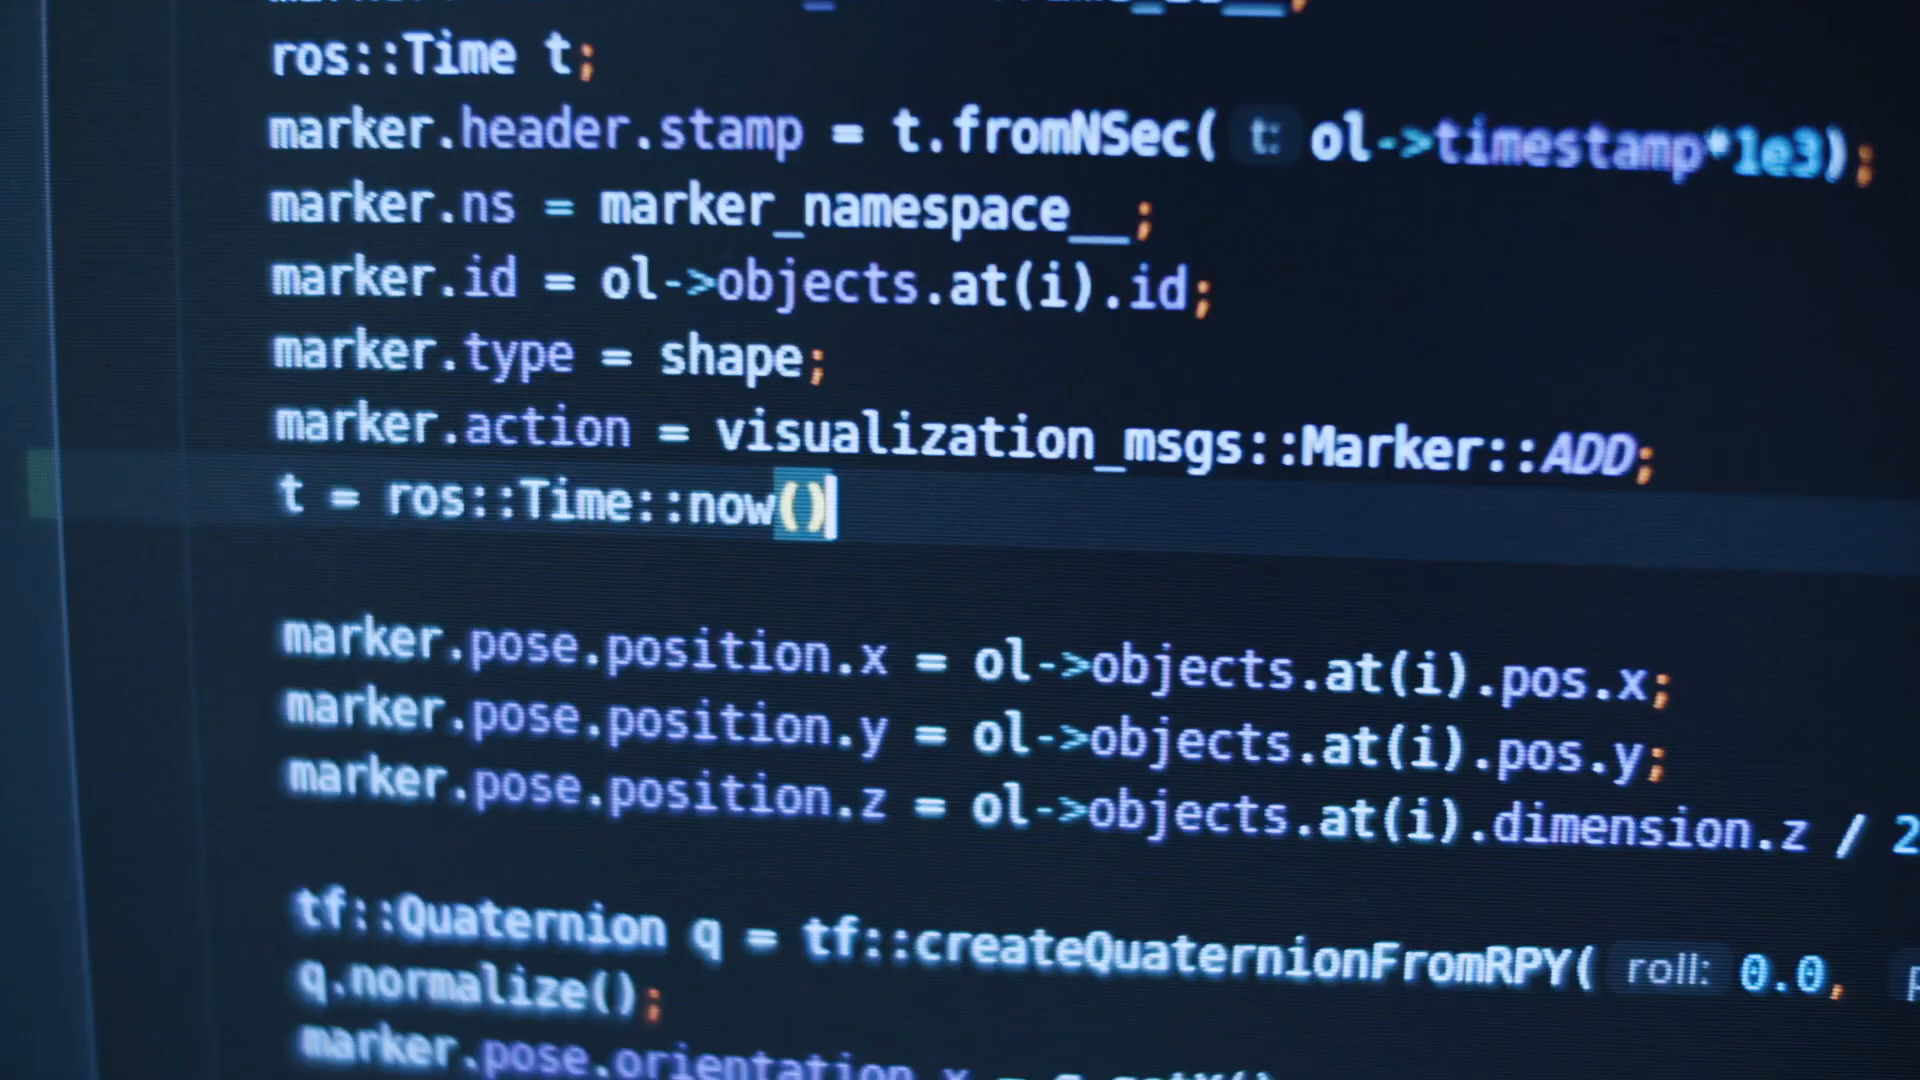 ros::Time t;
marker.header.stamp = t.fromNSec( t: ol->timestamp*1e3);
marker.ns = marker_namespace__;
marker.id = ol->objects.at(i).id;
marker.type = shape;
marker.action = visualization_msgs::Marker::ADD;
t = ros::Time::now()
marker.pose.position.x = ol->objects.at(i).pos.x;
marker.pose.position.y = ol->objects.at(i).pos.y;
marker.pose.position.z = ol->objects.at(i).dimension.z / 2
tf::Quaternion q = tf::createQuaternionFromRPY( roll: 0.0, p
q.normalize();
marker.pose.orientation.x =